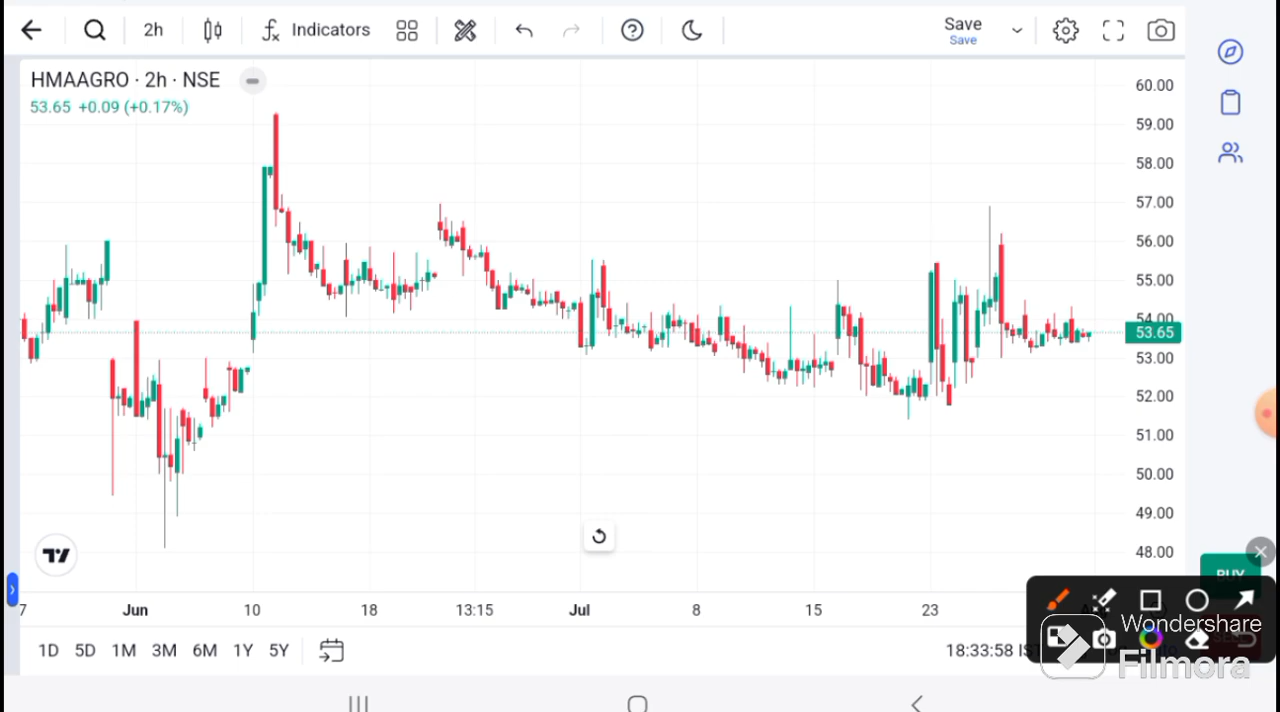 2h
Indicators
Save
Save
HMAAGRO · 2h · NSE
53.65 +0.09 (+0.17%)
60.00
59.00
58.00
57.00
56.00
55.00
54.00
53.65
53.00
52.00
51.00
50.00
49.00
48.00
BUY
7
Jun
10
18
13:15
Jul
8
15
23
1D
5D
1M
3M
6M
1Y
5Y
18:33:58
Wondershare
Filmora